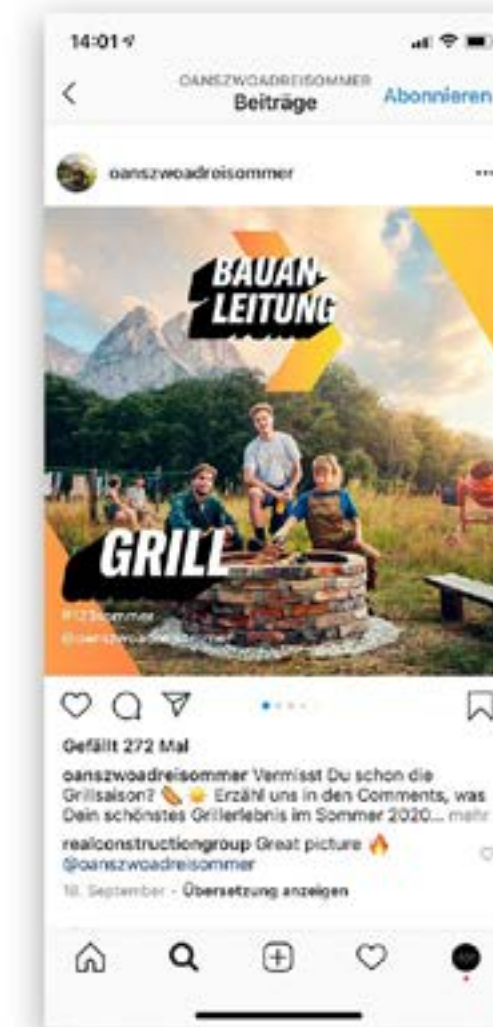 14:01
OANSZWOADREISOMMER
Beiträge
Abonnieren
oanszwoadreisommer
BAUAN-
LEITUNG
GRILL
#123sommer
@oanszwoadreisommer
Gefällt 272 Mal
oanszwoadreisommer Vermisst Du schon die
Grillsaison? 🌭 ☀️ Erzähl uns in den Comments, was
Dein schönstes Grillerlebnis im Sommer 2020... mehr
realconstructiongroup Great picture 🔥
@oanszwoadreisommer
18. September · Übersetzung anzeigen